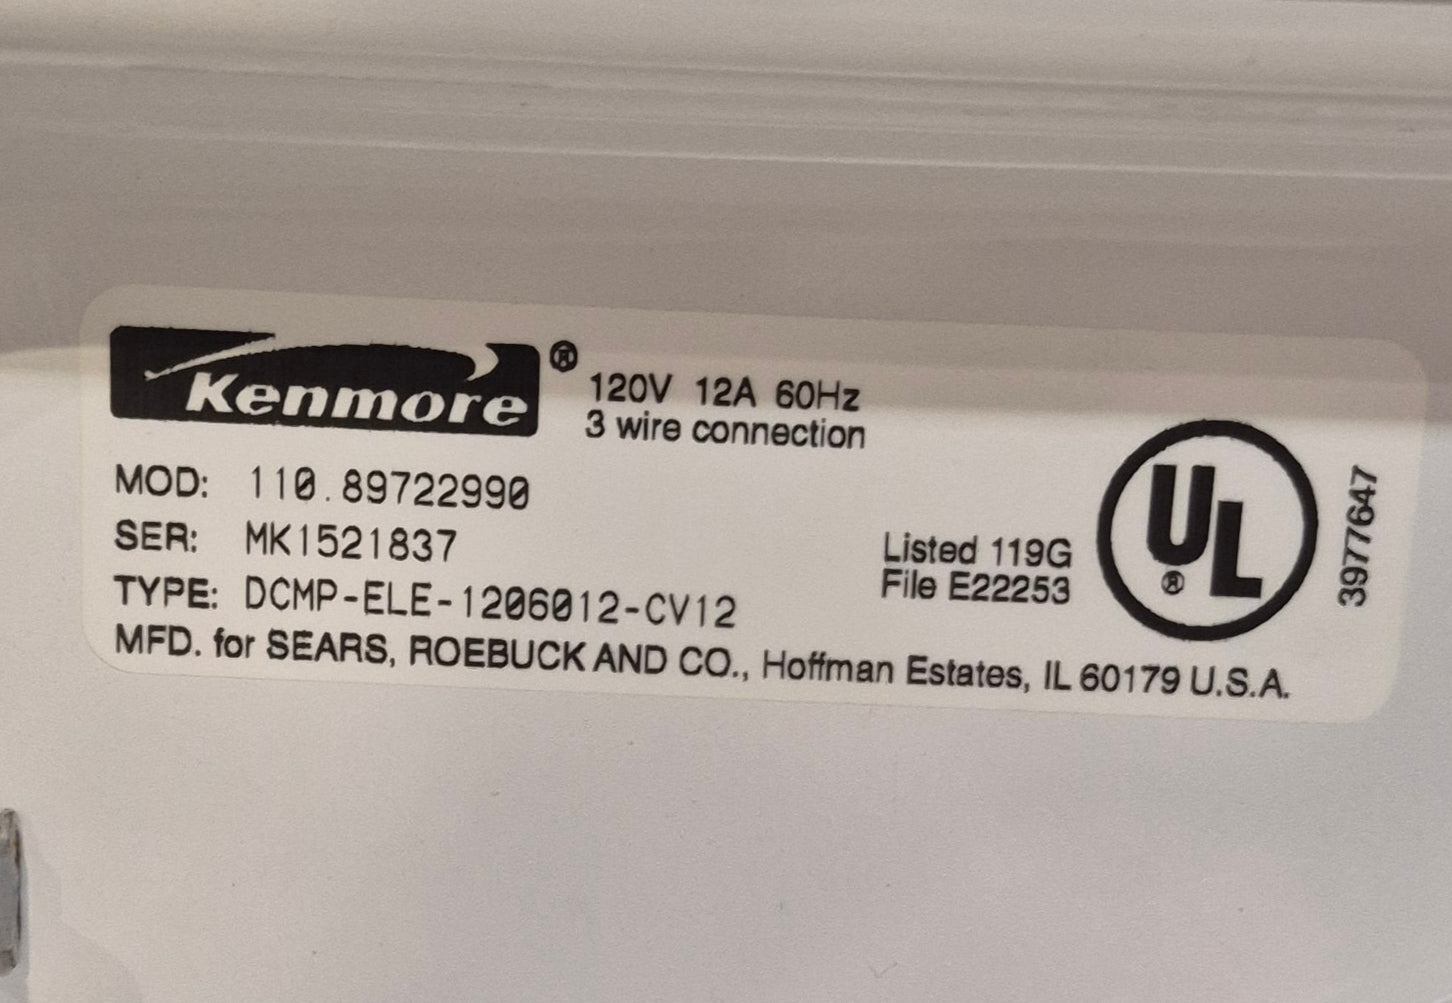 Kenmore®
120V 12A 60Hz
3 wire connection
MOD: 110.89722990
SER: MK1521837
TYPE: DCMP-ELE-1206012-CV12
MFD. for SEARS, ROEBUCK AND CO., Hoffman Estates, IL 60179 U.S.A.
Listed 119G
File E22253
UL®
3977647